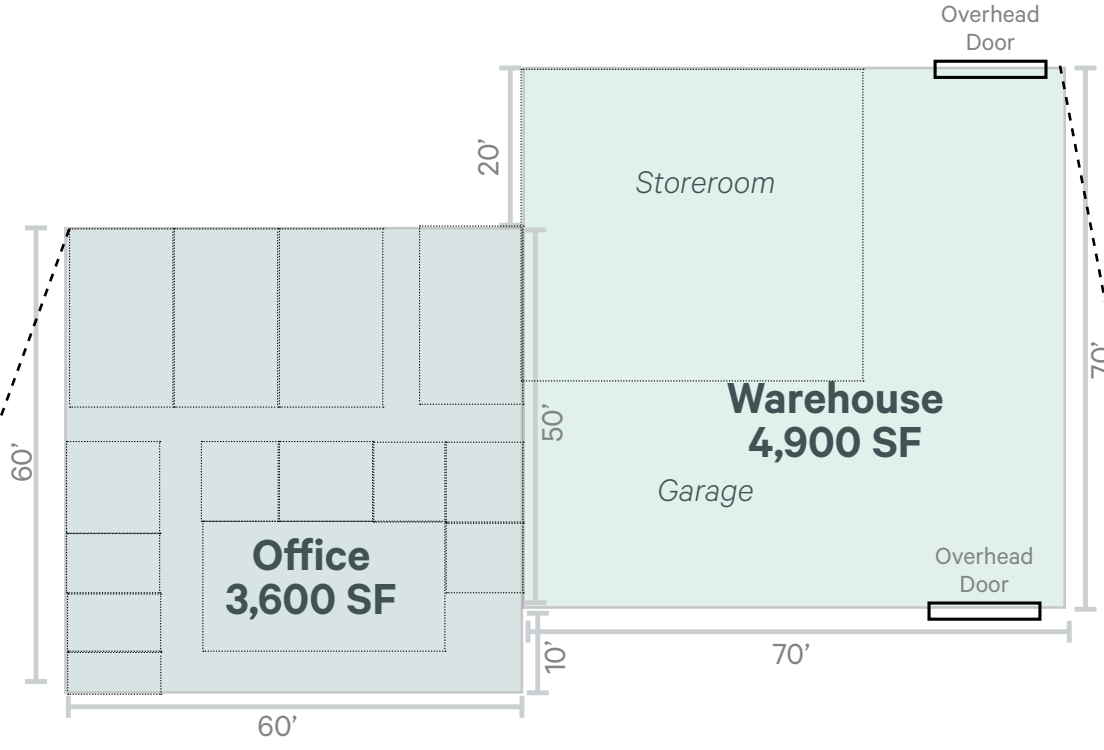 Overhead
Door
20’
Storeroom
70’
Warehouse
4,900 SF
50’
60’
Garage
Office
3,600 SF
Overhead
Door
10’
70’
60’